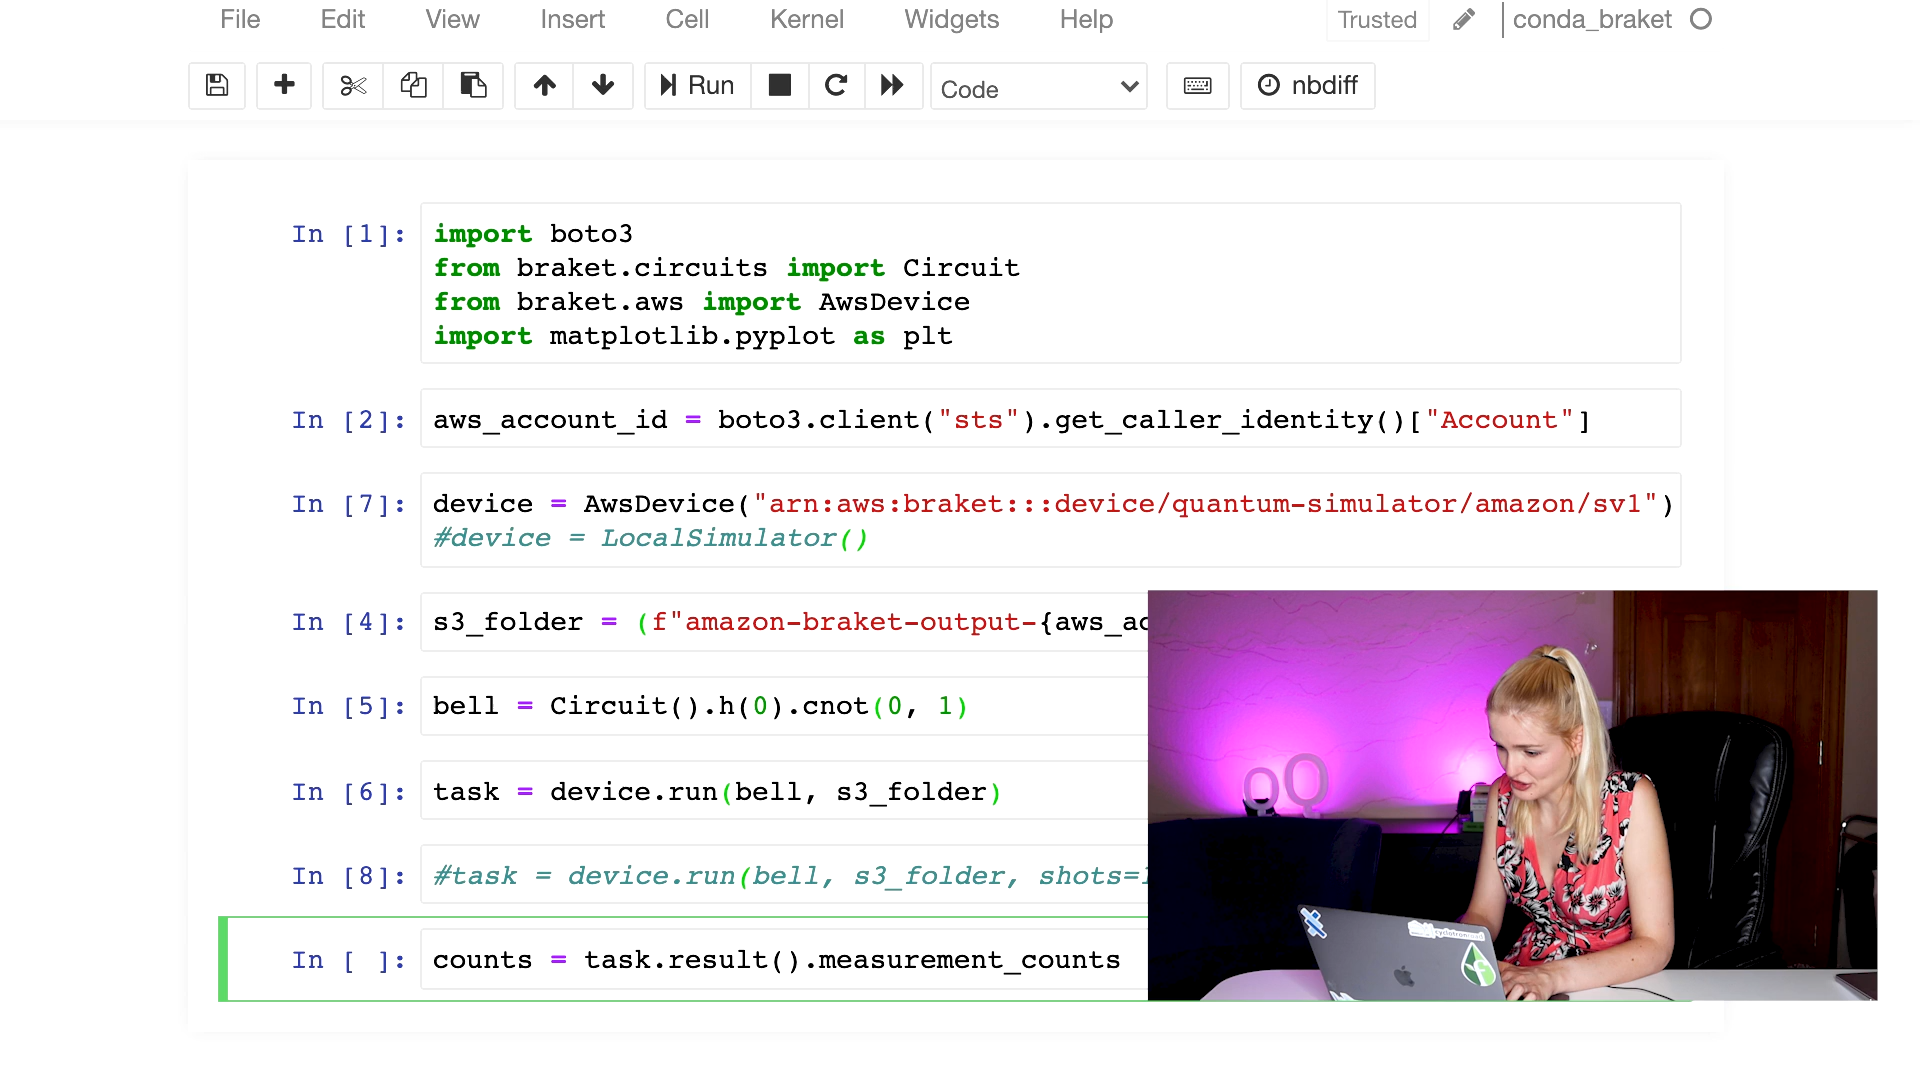 File Edit View Insert Cell Kernel Widgets Help Trusted conda_braket
Run Code nbdiff
In [1]: import boto3
from braket.circuits import Circuit
from braket.aws import AwsDevice
import matplotlib.pyplot as plt
In [2]: aws_account_id = boto3.client("sts").get_caller_identity()["Account"]
In [7]: device = AwsDevice("arn:aws:braket:::device/quantum-simulator/amazon/sv1")
#device = LocalSimulator()
In [4]: s3_folder = (f"amazon-braket-output-{aws_ac
In [5]: bell = Circuit().h(0).cnot(0, 1)
In [6]: task = device.run(bell, s3_folder)
In [8]: #task = device.run(bell, s3_folder, shots=1
In [ ]: counts = task.result().measurement_counts
QQ